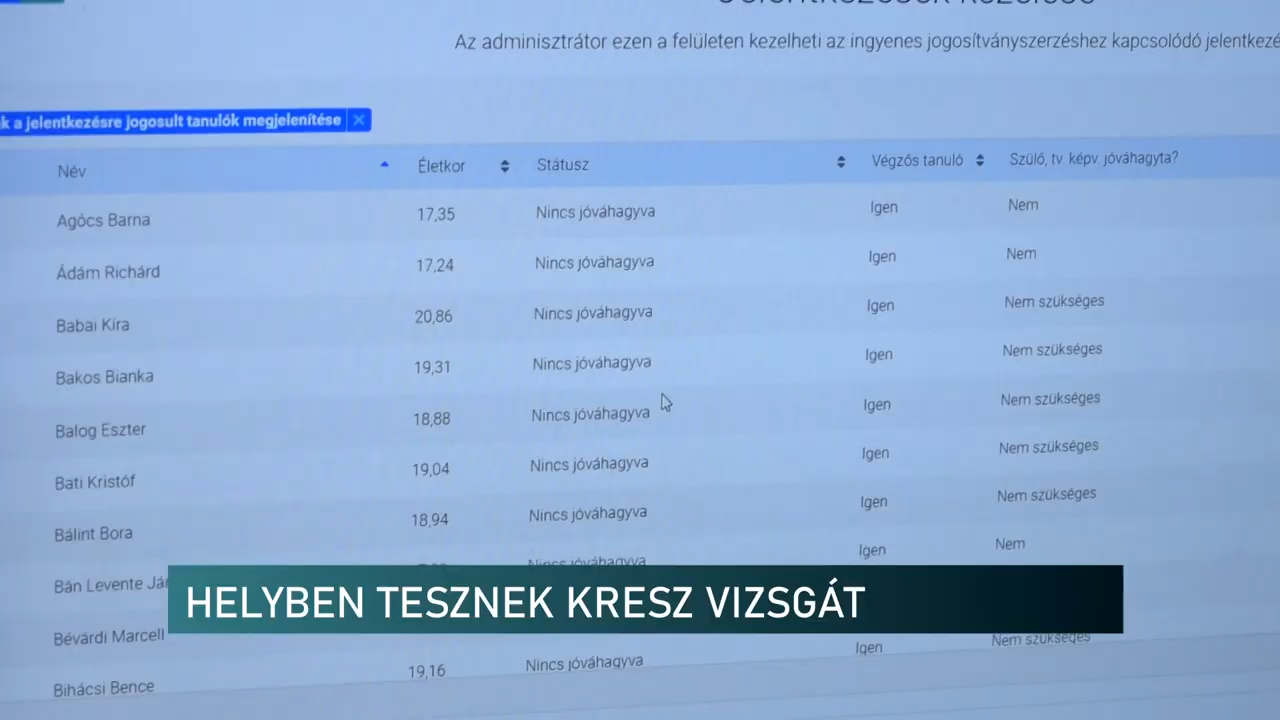 Az adminisztrátor ezen a felületen kezelheti az ingyenes jogosítványszerzéshez kapcsolódó
k a jelentkezésre jogosult tanulók megjelenítése ×
Név Életkor Státusz Végzős tanuló Szülő, tv. képv. jóváhagyta?
Agócs Barna 17,35 Nincs jóváhagyva Igen Nem
Ádám Richárd 17,24 Nincs jóváhagyva Igen Nem
Babai Kíra 20,86 Nincs jóváhagyva Igen Nem szükséges
Bakos Bianka 19,31 Nincs jóváhagyva Igen Nem szükséges
Balog Eszter 18,88 Nincs jóváhagyva Igen Nem szükséges
Bati Kristóf 19,04 Nincs jóváhagyva Igen Nem szükséges
Bálint Bora 18,94 Nincs jóváhagyva Igen Nem szükséges
Bán Levente Nincs jóváhagyva Igen Nem
HELYBEN TESZNEK KRESZ VIZSGÁT
Bévárdi Marcell Igen Nem szükséges
Bihácsi Bence 19,16 Nincs jóváhagyva